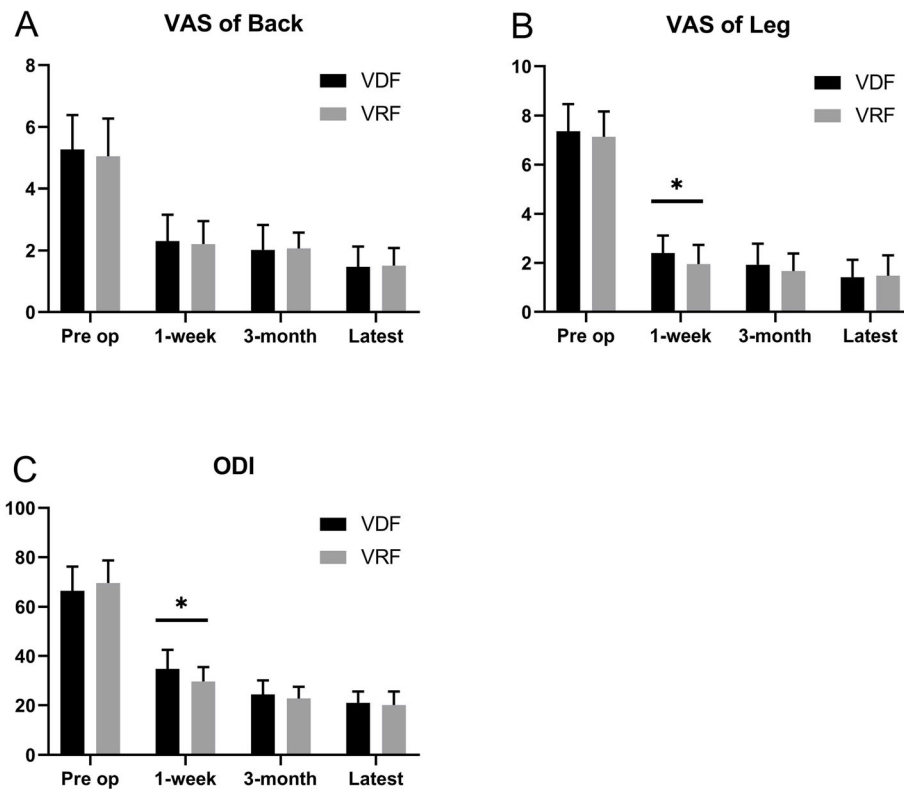 A
VAS of Back
8
6
4
2
0
VDF
VRF
Pre op 1-week 3-month Latest
B
VAS of Leg
10
8
6
4
2
0
VDF
VRF
*
Pre op 1-week 3-month Latest
C
ODI
100
80
60
40
20
0
VDF
VRF
*
Pre op 1-week 3-month Latest